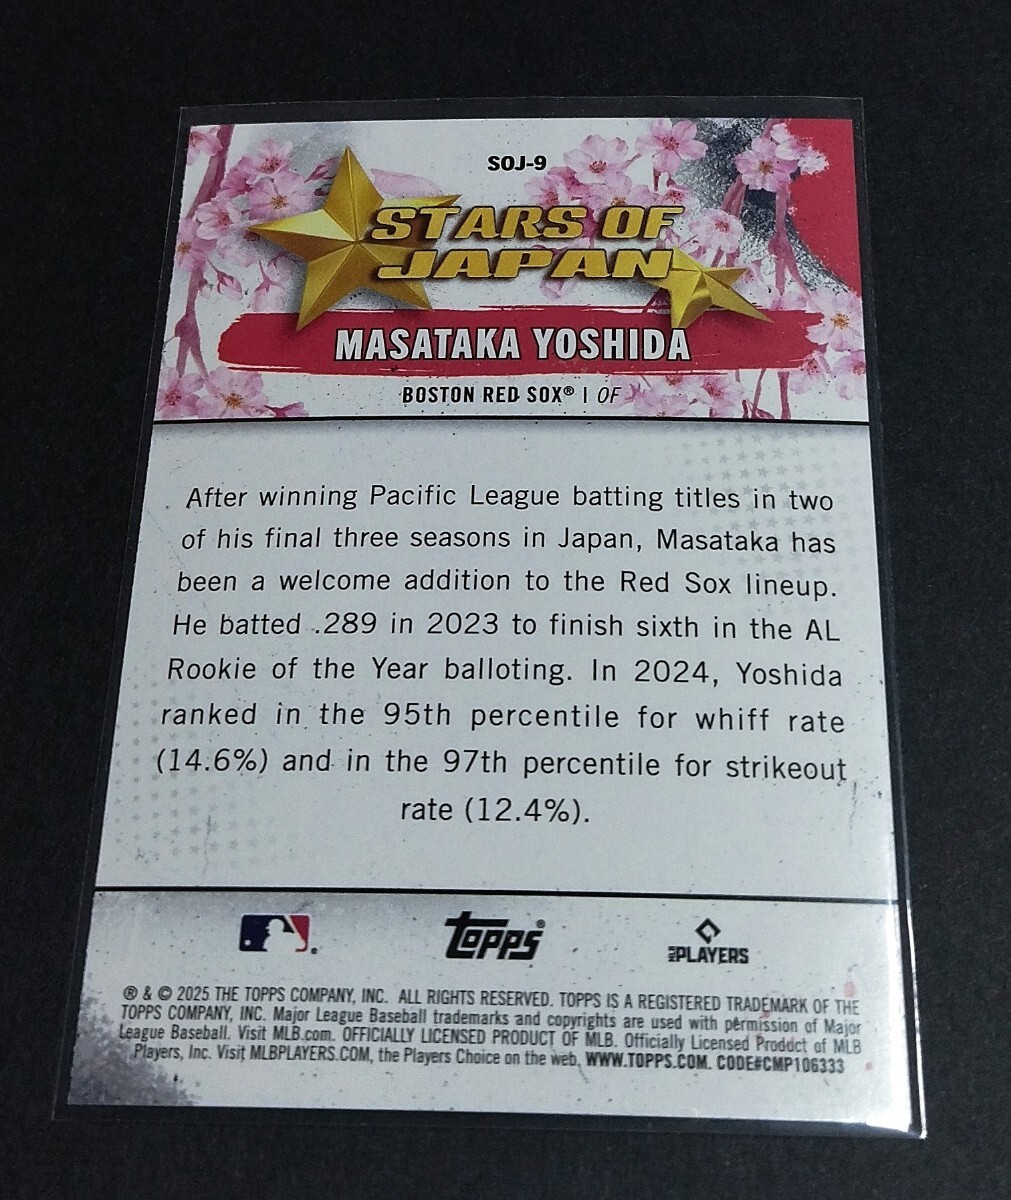 SOJ-9
STARS OF
JAPAN
MASATAKA YOSHIDA
BOSTON RED SOX® | OF
After winning Pacific League batting titles in two
of his final three seasons in Japan, Masataka has
been a welcome addition to the Red Sox lineup.
He batted .289 in 2023 to finish sixth in the AL
Rookie of the Year balloting. In 2024, Yoshida
ranked in the 95th percentile for whiff rate
(14.6%) and in the 97th percentile for strikeout
rate (12.4%).
Topps®
MLB PLAYERS
® & © 2025 THE TOPPS COMPANY, INC. ALL RIGHTS RESERVED. TOPPS IS A REGISTERED TRADEMARK OF THE
TOPPS COMPANY, INC. Major League Baseball trademarks and copyrights are used with permission of Major
League Baseball. Visit MLB.com. OFFICIALLY LICENSED PRODUCT OF MLB. Officially Licensed Product of MLB
Players, Inc. Visit MLBPLAYERS.COM, the Players Choice on the web. WWW.TOPPS.COM. CODE#CMP106333